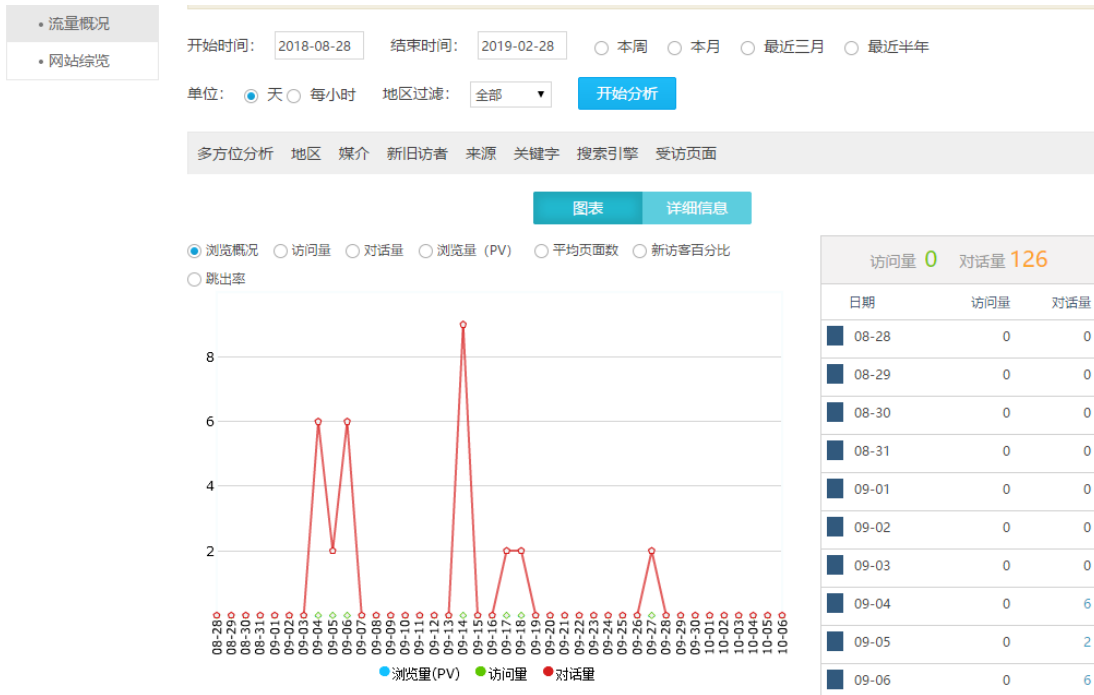 • 流量概况
• 网站综览
开始时间: 2018-08-28 结束时间: 2019-02-28 本周 本月 最近三月 最近半年
单位: 天 每小时 地区过滤: 全部 开始分析
多方位分析 地区 媒介 新旧访者 来源 关键字 搜索引擎 受访页面
图表 详细信息
浏览概况 访问量 对话量 浏览量 (PV) 平均页面数 新访客百分比
跳出率
访问量 0 对话量 126
日期 访问量 对话量
08-28 0 0
08-29 0 0
08-30 0 0
08-31 0 0
09-01 0 0
09-02 0 0
09-03 0 0
09-04 0 6
09-05 0 2
09-06 0 6
8
6
4
2
08-28 08-29 08-30 08-31 09-01 09-02 09-03 09-04 09-05 09-06 09-07 09-08 09-09 09-10 09-11 09-12 09-13 09-14 09-15 09-16 09-17 09-18 09-19 09-20 09-21 09-22 09-23 09-24 09-25 09-26 09-27 09-28 09-29 09-30 10-01 10-02 10-03 10-04 10-05 10-06
浏览量(PV) 访问量 对话量